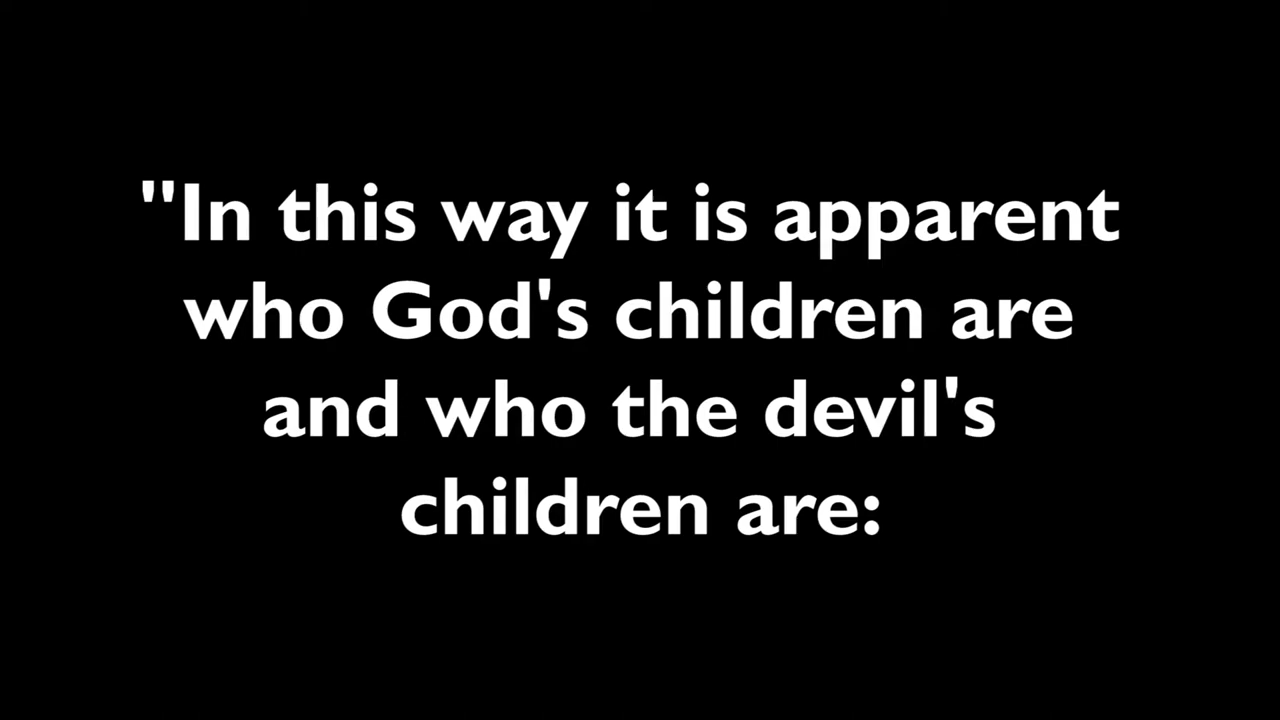 "In this way it is apparent
who God's children are
and who the devil's
children are: